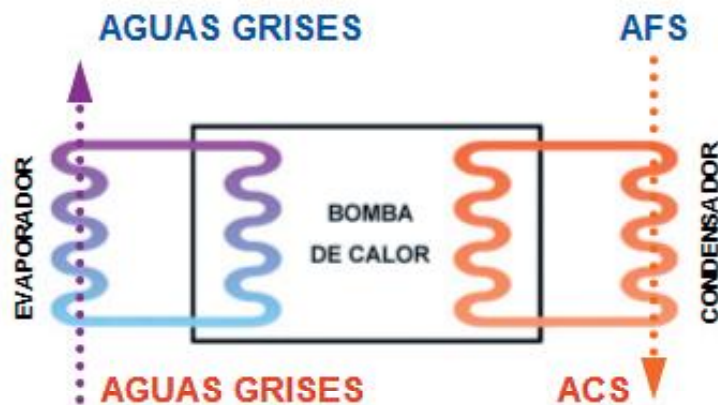 AGUAS GRISES
AFS
EVAPORADOR
BOMBA
DE CALOR
CONDENSADOR
AGUAS GRISES
ACS